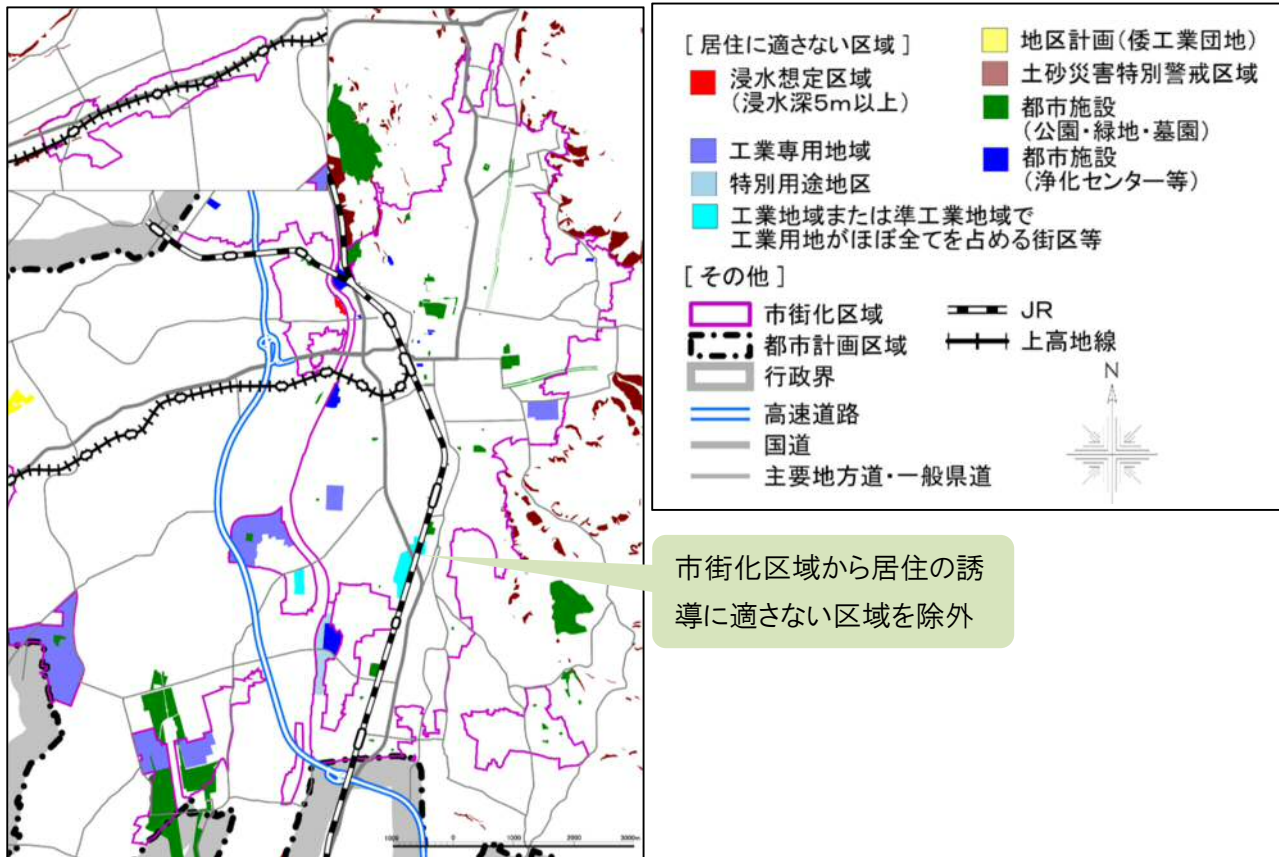 [居住に適さない区域]
浸水想定区域
(浸水深5m以上)
工業専用地域
特別用途地区
工業地域または準工業地域で
工業用地がほぼ全てを占める街区等
地区計画(倭工業団地)
土砂災害特別警戒区域
都市施設
(公園・緑地・墓園)
都市施設
(浄化センター等)
[その他]
市街化区域
都市計画区域
行政界
高速道路
国道
主要地方道・一般県道
JR
上高地線
N
市街化区域から居住の誘
導に適さない区域を除外
1000 0 1000 2000 3000m